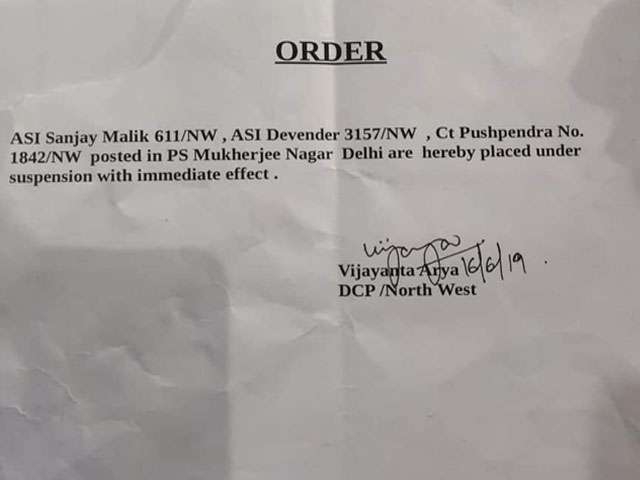 ORDER
ASI Sanjay Malik 611/NW , ASI Devender 3157/NW , Ct Pushpendra No.
1842/NW posted in PS Mukherjee Nagar Delhi are hereby placed under
suspension with immediate effect .
Vijayanta Arya 16/6/19
DCP /North West